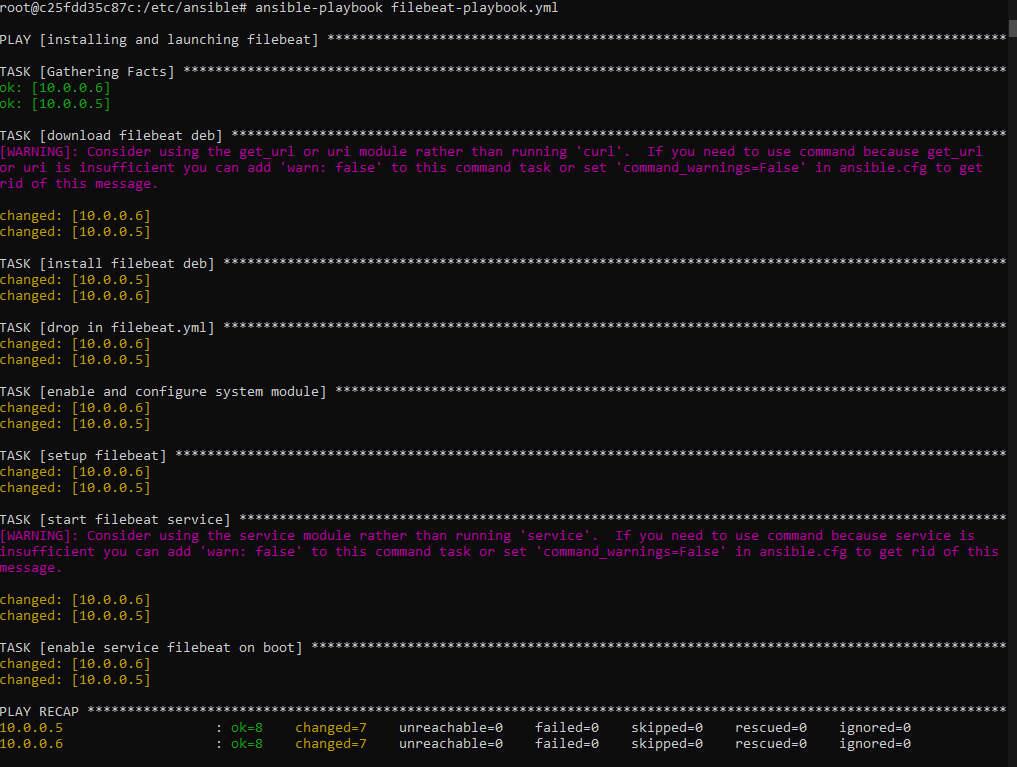 root@c25fdd35c87c:/etc/ansible# ansible-playbook filebeat-playbook.yml
PLAY [installing and launching filebeat] *************************************************************************************
TASK [Gathering Facts] *******************************************************************************************************
ok: [10.0.0.6]
ok: [10.0.0.5]
TASK [download filebeat deb] *************************************************************************************************
[WARNING]: Consider using the get_url or uri module rather than running 'curl'.  If you need to use command because get_url
or uri is insufficient you can add 'warn: false' to this command task or set 'command_warnings=False' in ansible.cfg to get
rid of this message.
changed: [10.0.0.6]
changed: [10.0.0.5]
TASK [install filebeat deb] **************************************************************************************************
changed: [10.0.0.5]
changed: [10.0.0.6]
TASK [drop in filebeat.yml] **************************************************************************************************
changed: [10.0.0.6]
changed: [10.0.0.5]
TASK [enable and configure system module] ************************************************************************************
changed: [10.0.0.6]
changed: [10.0.0.5]
TASK [setup filebeat] ********************************************************************************************************
changed: [10.0.0.6]
changed: [10.0.0.5]
TASK [start filebeat service] ************************************************************************************************
[WARNING]: Consider using the service module rather than running 'service'.  If you need to use command because service is
insufficient you can add 'warn: false' to this command task or set 'command_warnings=False' in ansible.cfg to get rid of this
message.
changed: [10.0.0.6]
changed: [10.0.0.5]
TASK [enable service filebeat on boot] ***************************************************************************************
changed: [10.0.0.6]
changed: [10.0.0.5]
PLAY RECAP *******************************************************************************************************************
10.0.0.5                   : ok=8    changed=7    unreachable=0    failed=0    skipped=0    rescued=0    ignored=0
10.0.0.6                   : ok=8    changed=7    unreachable=0    failed=0    skipped=0    rescued=0    ignored=0